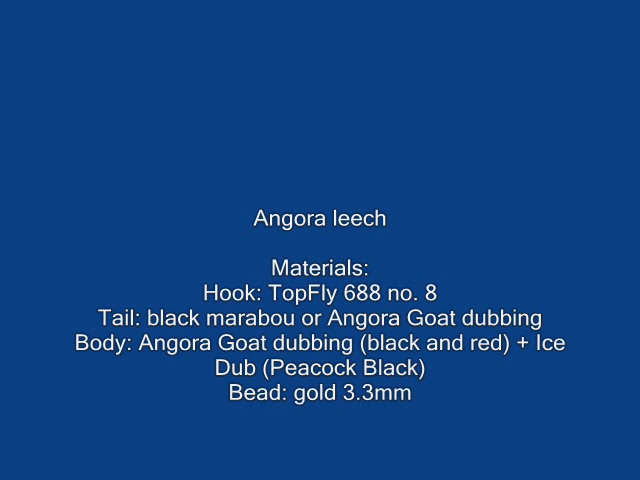 Angora leech
Materials:
Hook: TopFly 688 no. 8
Tail: black marabou or Angora Goat dubbing
Body: Angora Goat dubbing (black and red) + Ice
Dub (Peacock Black)
Bead: gold 3.3mm